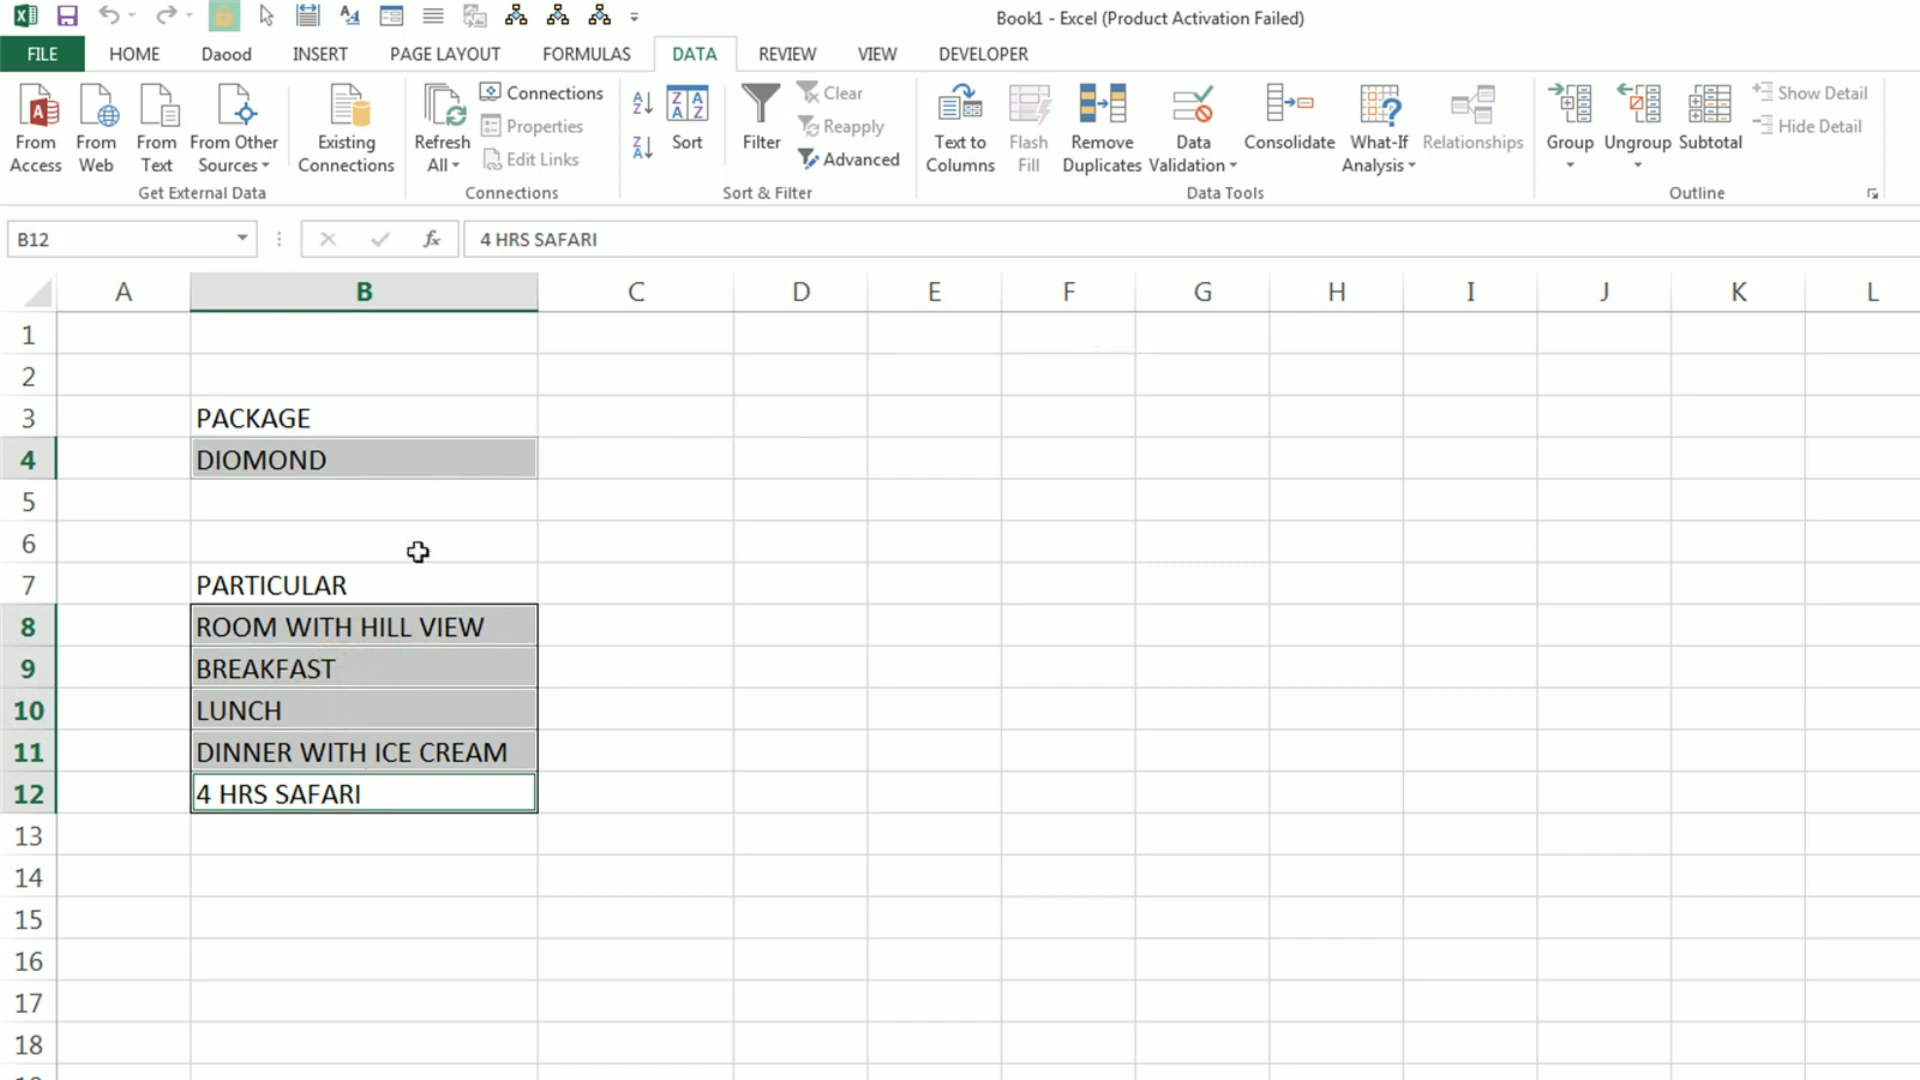 Book1 - Excel (Product Activation Failed)
FILE HOME Daood INSERT PAGE LAYOUT FORMULAS DATA REVIEW VIEW DEVELOPER
From Access
From Web
From Text
From Other Sources
Existing Connections
Get External Data
Refresh All
Connections
Properties
Edit Links
Connections
Sort
Filter
Clear
Reapply
Advanced
Sort & Filter
Text to Columns
Flash Fill
Remove Duplicates
Data Validation
Consolidate
What-If Analysis
Relationships
Data Tools
Group
Ungroup
Subtotal
Show Detail
Hide Detail
Outline
B12 fx 4 HRS SAFARI
A B C D E F G H I J K L
1
2
3 PACKAGE
4 DIOMOND
5
6
7 PARTICULAR
8 ROOM WITH HILL VIEW
9 BREAKFAST
10 LUNCH
11 DINNER WITH ICE CREAM
12 4 HRS SAFARI
13
14
15
16
17
18